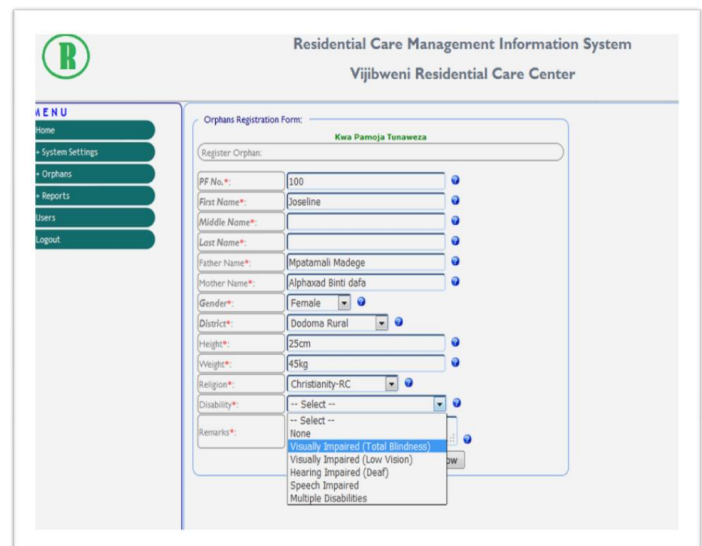 R
Residential Care Management Information System
Vijibweni Residential Care Center
MENU
Home
+ System Settings
+ Orphans
+ Reports
Users
Logout
Orphans Registration Form:
Kwa Pamoja Tunaweza
Register Orphan:
PF No.*: 100
First Name*: Joseline
Middle Name*:
Last Name*:
Father Name*: Mpatamali Madege
Mother Name*: Alphaxad Binti dafa
Gender*: Female
District*: Dodoma Rural
Height*: 25cm
Weight*: 45kg
Religion*: Christianity-RC
Disability*: -- Select --
-- Select --
Remarks*:
None
Visually Impaired (Total Blindness)
Visually Impaired (Low Vision)
Hearing Impaired (Deaf)
Speech Impaired
Multiple Disabilities